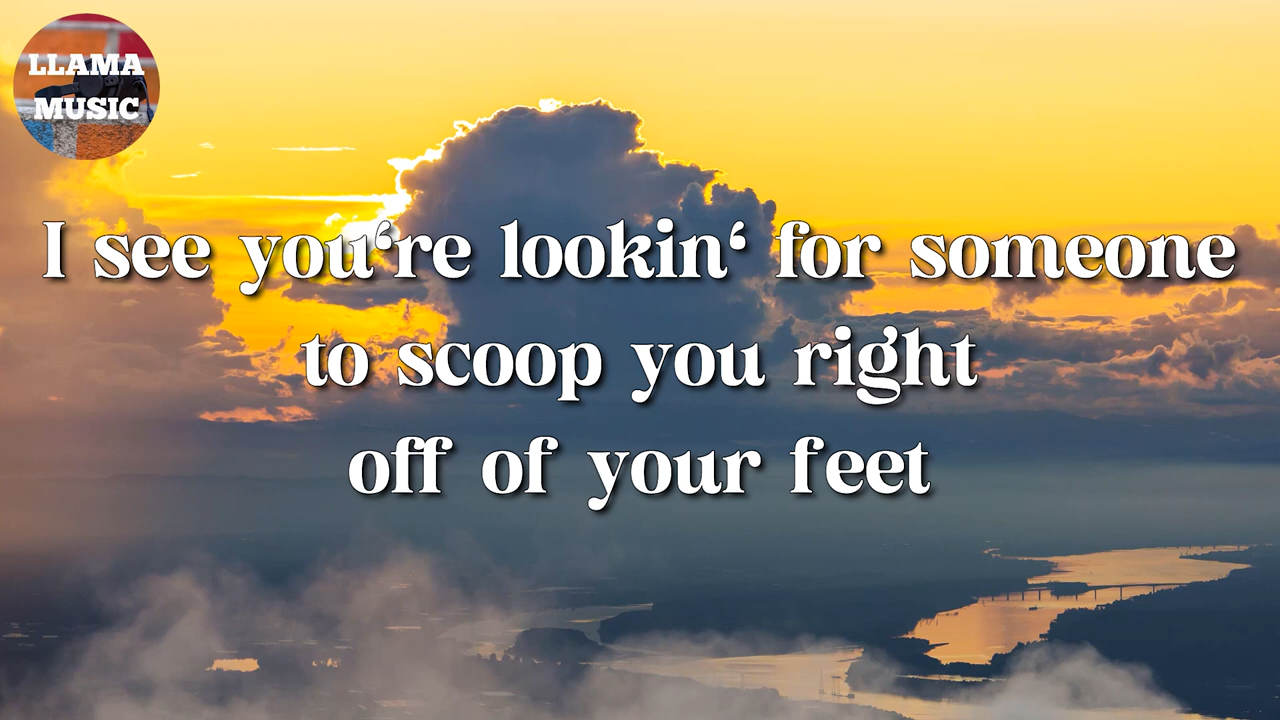 LLAMA
MUSIC
I see you‘re lookin‘ for someone
to scoop you right
off of your feet